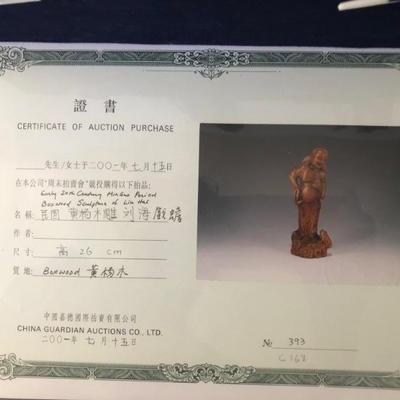 證書
CERTIFICATE OF AUCTION PURCHASE
先生/女士于二00一年七月十五日
在本公司"周末拍賣會"競投購得以下拍品:
Early 20th Century Minguo Period
Boxwood Sculpture of Liu Hai
名稱: 民國 黃楊木雕刘海戲蟾
作者:
尺寸: 高 26 cm
質地: Boxwood 黃楊木
中國嘉德國際拍賣有限公司
CHINA GUARDIAN AUCTIONS CO., LTD.
二00一年 七月 十五日
№ 393
C168